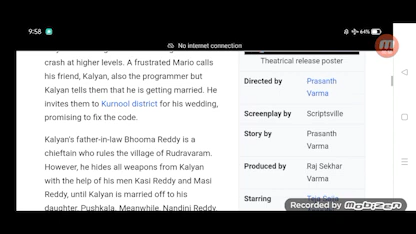 9:58
64%
No internet connection
crash at higher levels. A frustrated Mario calls
his friend, Kalyan, also the programmer but
Kalyan tells them that he is getting married. He
invites them to Kurnool district for his wedding,
promising to fix the code.
Kalyan's father-in-law Bhooma Reddy is a
chieftain who rules the village of Rudravaram.
However, he hides all weapons from Kalyan
with the help of his men Kasi Reddy and Masi
Reddy, until Kalyan is married off to his
daughter, Pushkala. Meanwhile, Nandini Reddy,
Theatrical release poster
Directed by Prasanth
Varma
Screenplay by Scriptsville
Story by Prasanth
Varma
Produced by Raj Sekhar
Varma
Starring Teja Sajja
Recorded by Mobizen